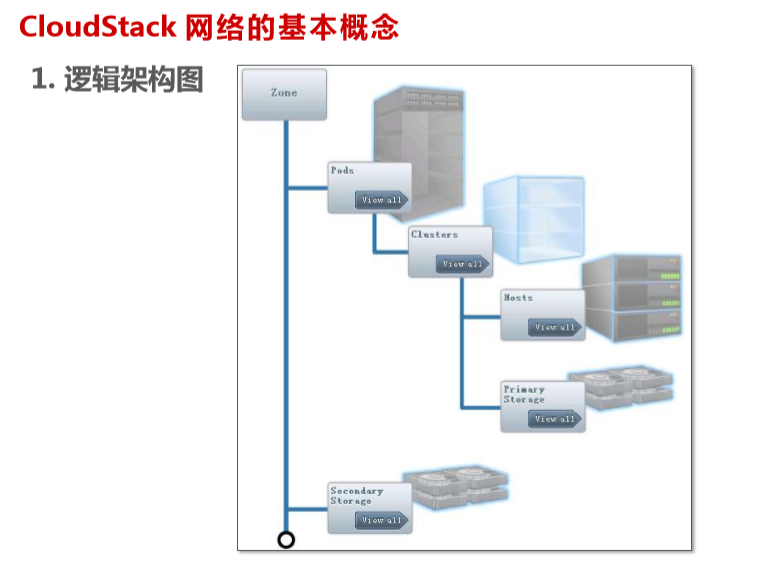 CloudStack 网络的基本概念
1. 逻辑架构图
Zone
Pods
View all
Clusters
View all
Hosts
View all
Primary
Storage
View all
Secondary
Storage
View all